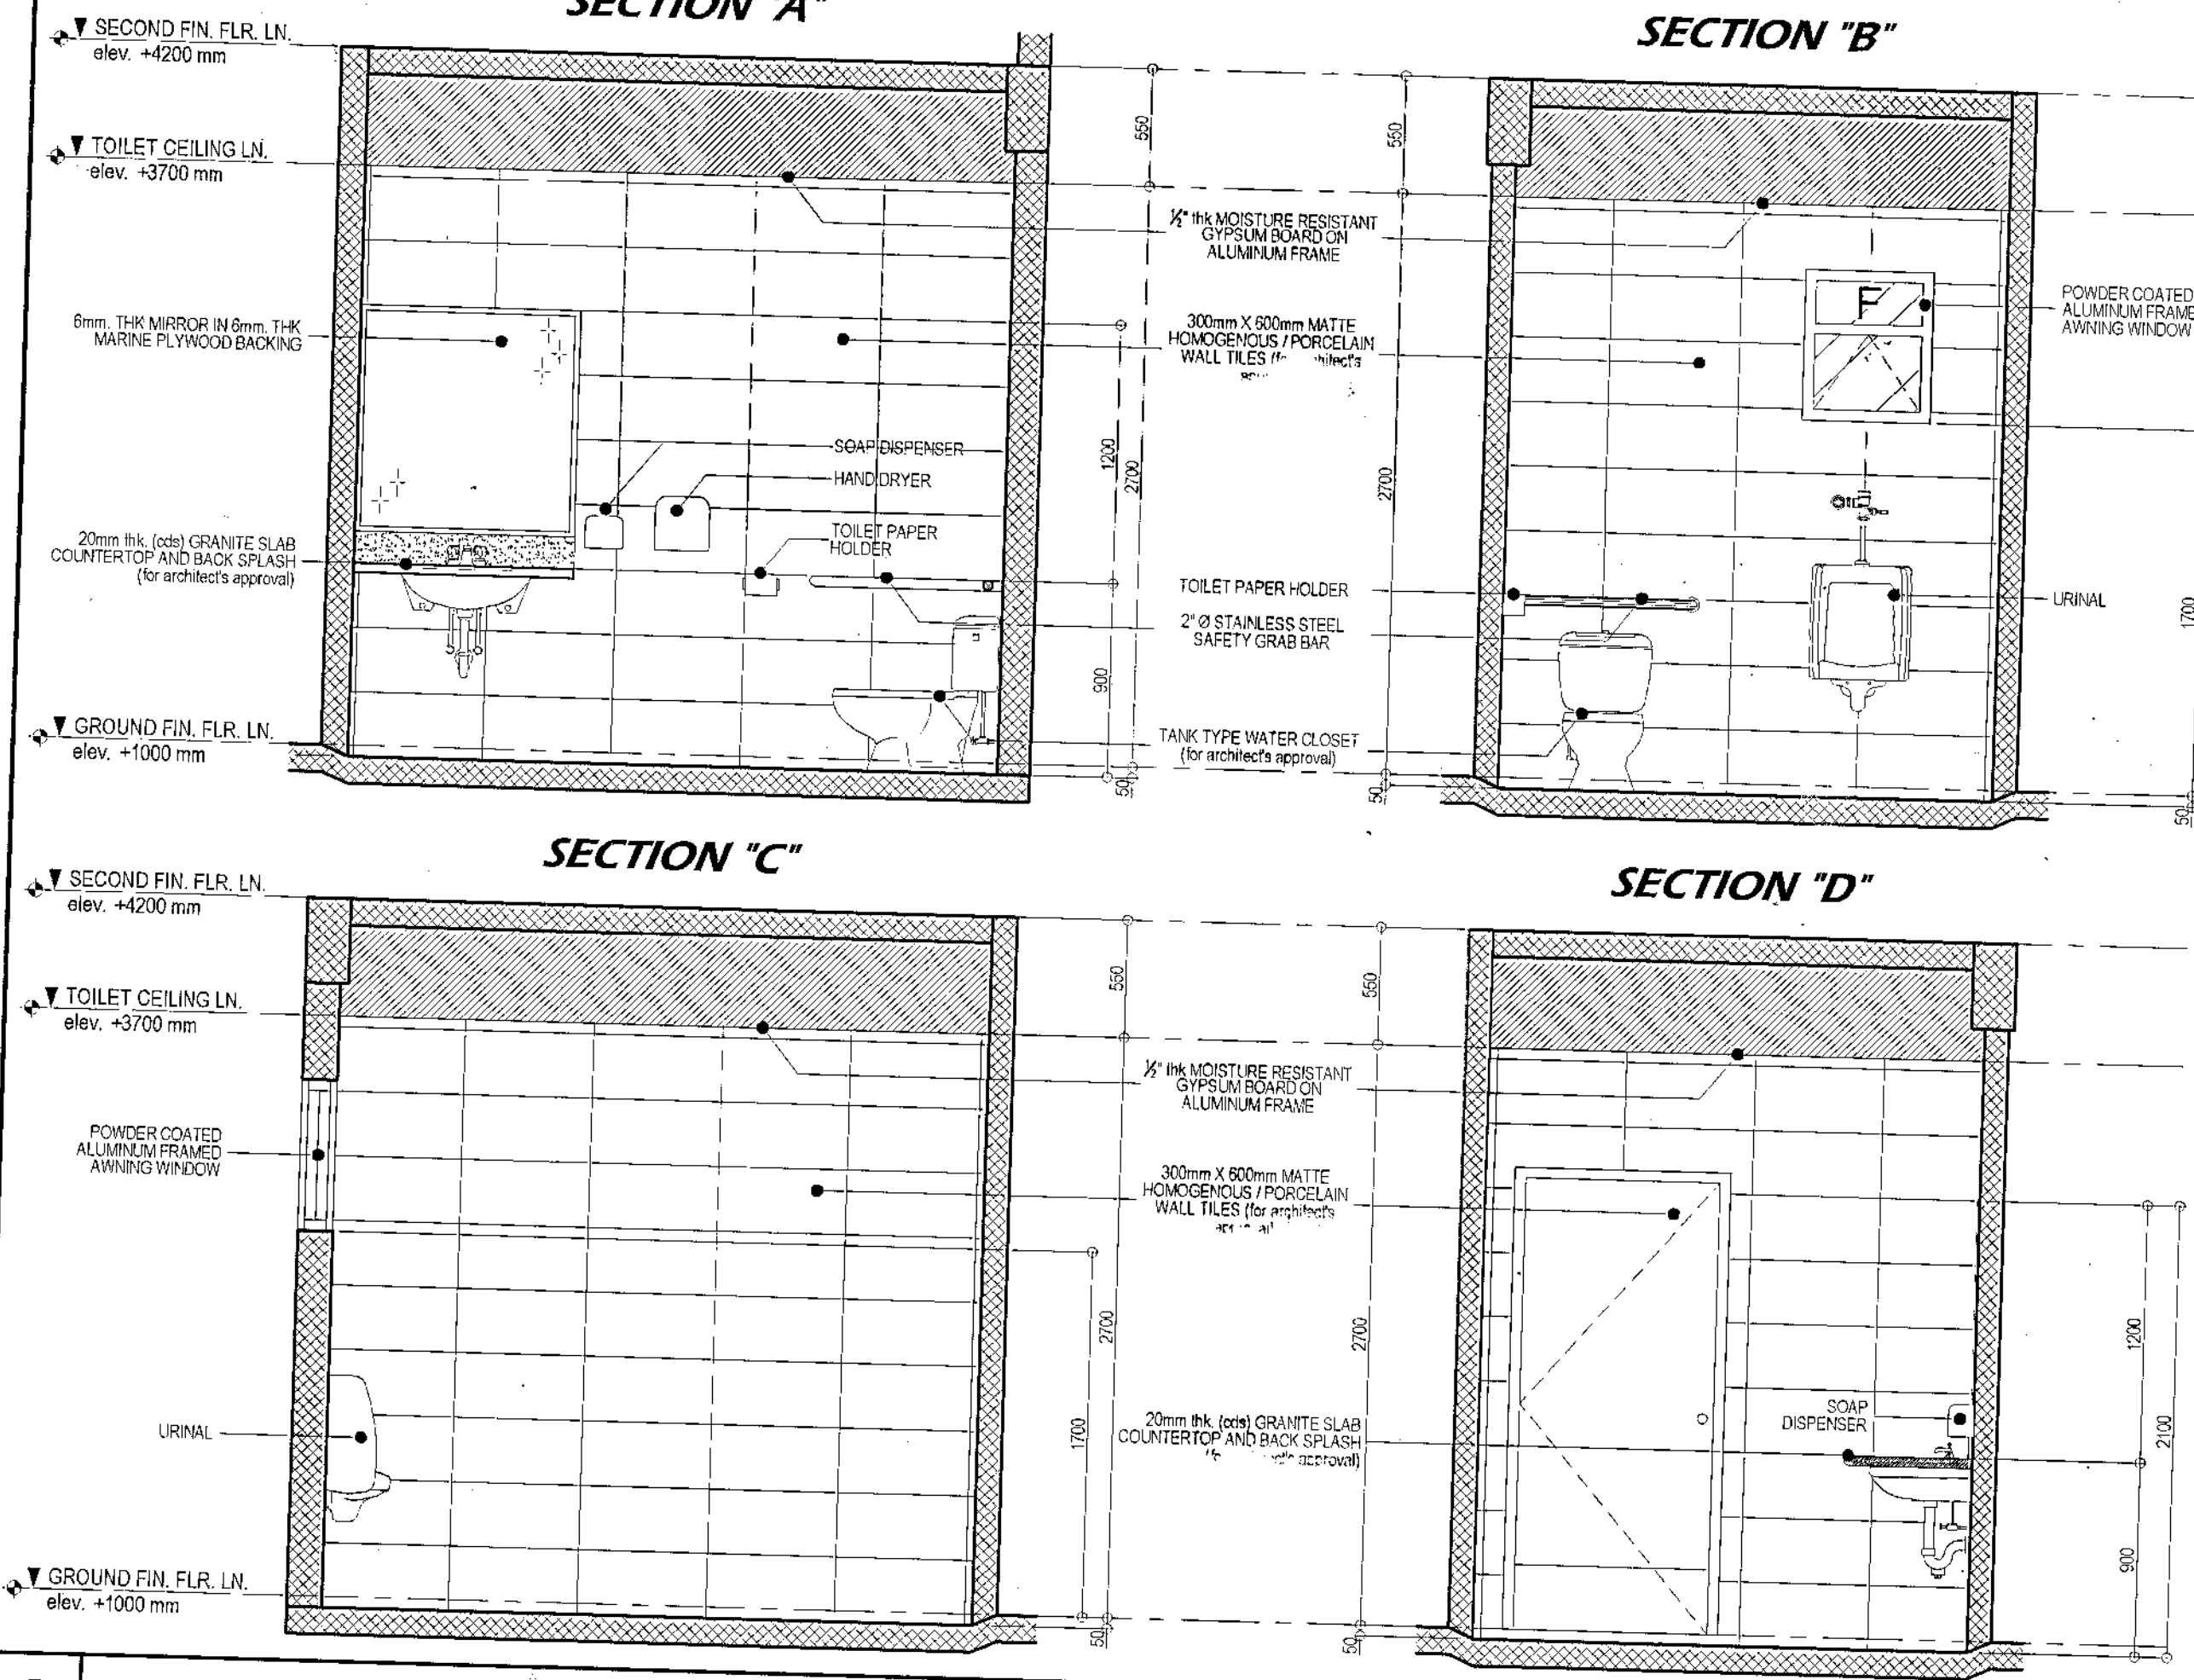 SECTION "A"
SECTION "B"
SECOND FIN. FLR. LN.
elev. +4200 mm
TOILET CEILING LN.
elev. +3700 mm
6mm. THK MIRROR IN 6mm. THK
MARINE PLYWOOD BACKING
20mm thk. (cds) GRANITE SLAB
COUNTERTOP AND BACK SPLASH
(for architect's approval)
GROUND FIN. FLR. LN.
elev. +1000 mm
SOAP DISPENSER
HAND DRYER
TOILET PAPER
HOLDER
550
1200
2700
900
50
550
2700
50
½" thk MOISTURE RESISTANT
GYPSUM BOARD ON
ALUMINUM FRAME
300mm X 600mm MATTE
HOMOGENOUS / PORCELAIN
WALL TILES
TOILET PAPER HOLDER
2" Ø STAINLESS STEEL
SAFETY GRAB BAR
TANK TYPE WATER CLOSET
(for architect's approval)
F
POWDER COATED
ALUMINUM FRAME
AWNING WINDOW
URINAL
1700
50
SECTION "C"
SECTION "D"
SECOND FIN. FLR. LN.
elev. +4200 mm
TOILET CEILING LN.
elev. +3700 mm
POWDER COATED
ALUMINUM FRAMED
AWNING WINDOW
URINAL
GROUND FIN. FLR. LN.
elev. +1000 mm
550
2700
1700
50
550
2700
50
½" thk MOISTURE RESISTANT
GYPSUM BOARD ON
ALUMINUM FRAME
300mm X 600mm MATTE
HOMOGENOUS / PORCELAIN
WALL TILES (for architect's
20mm thk. (cds) GRANITE SLAB
COUNTERTOP AND BACK SPLASH
approval)
SOAP
DISPENSER
1200
2100
900